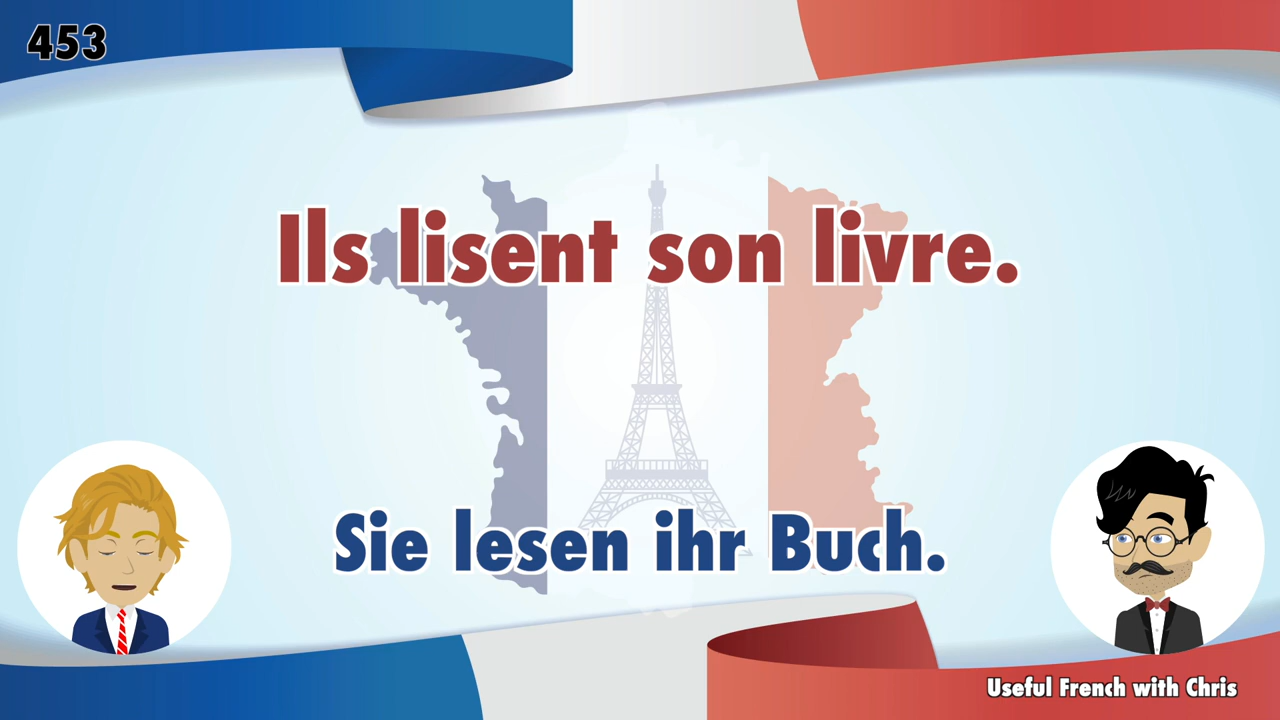 453
Ils lisent son livre.
Sie lesen ihr Buch.
Useful French with Chris